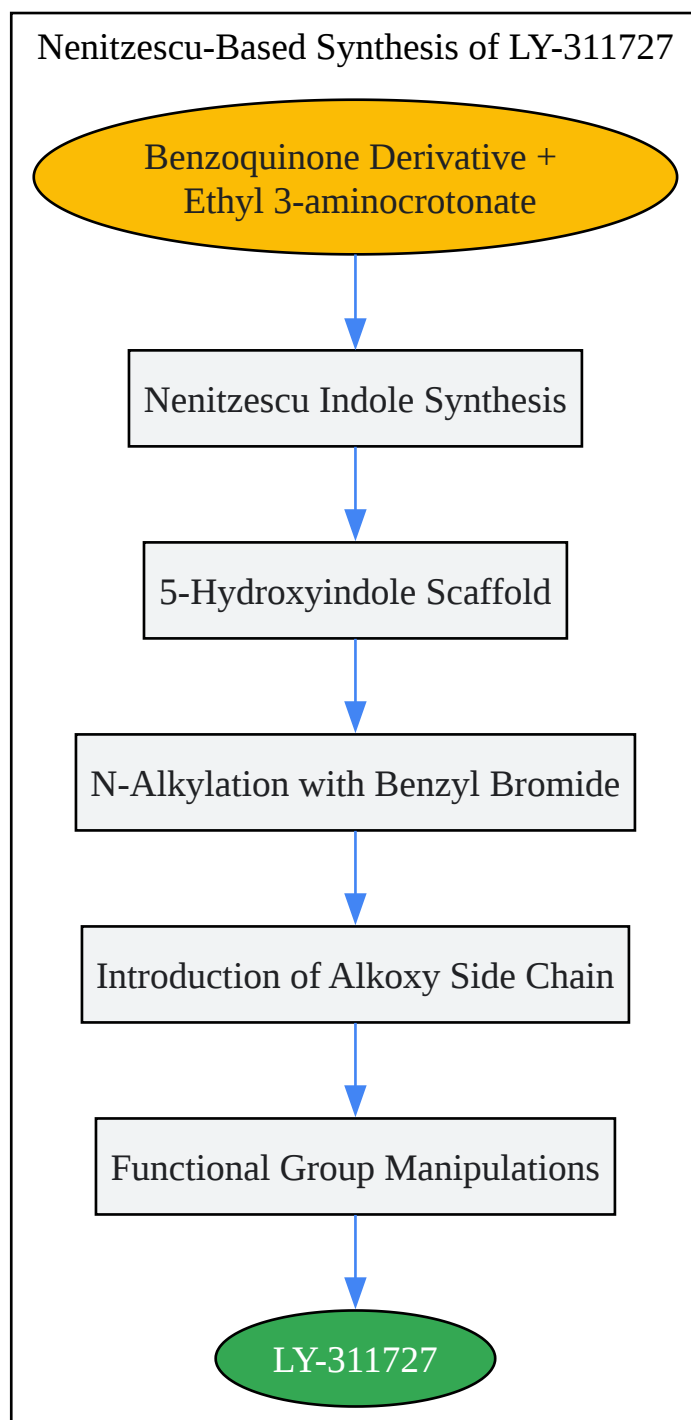 Nenitzescu-Based Synthesis of LY-311727
Benzoquinone Derivative +
Ethyl 3-aminocrotonate
Nenitzescu Indole Synthesis
5-Hydroxyindole Scaffold
N-Alkylation with Benzyl Bromide
Introduction of Alkoxy Side Chain
Functional Group Manipulations
LY-311727